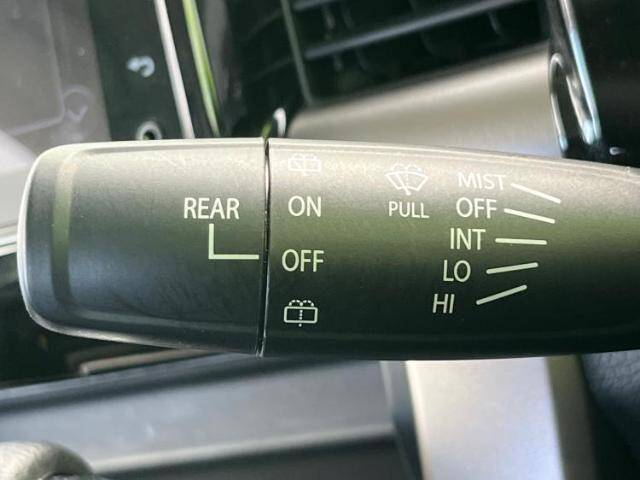 REAR
ON
OFF
PULL
MIST
OFF
INT
LO
HI